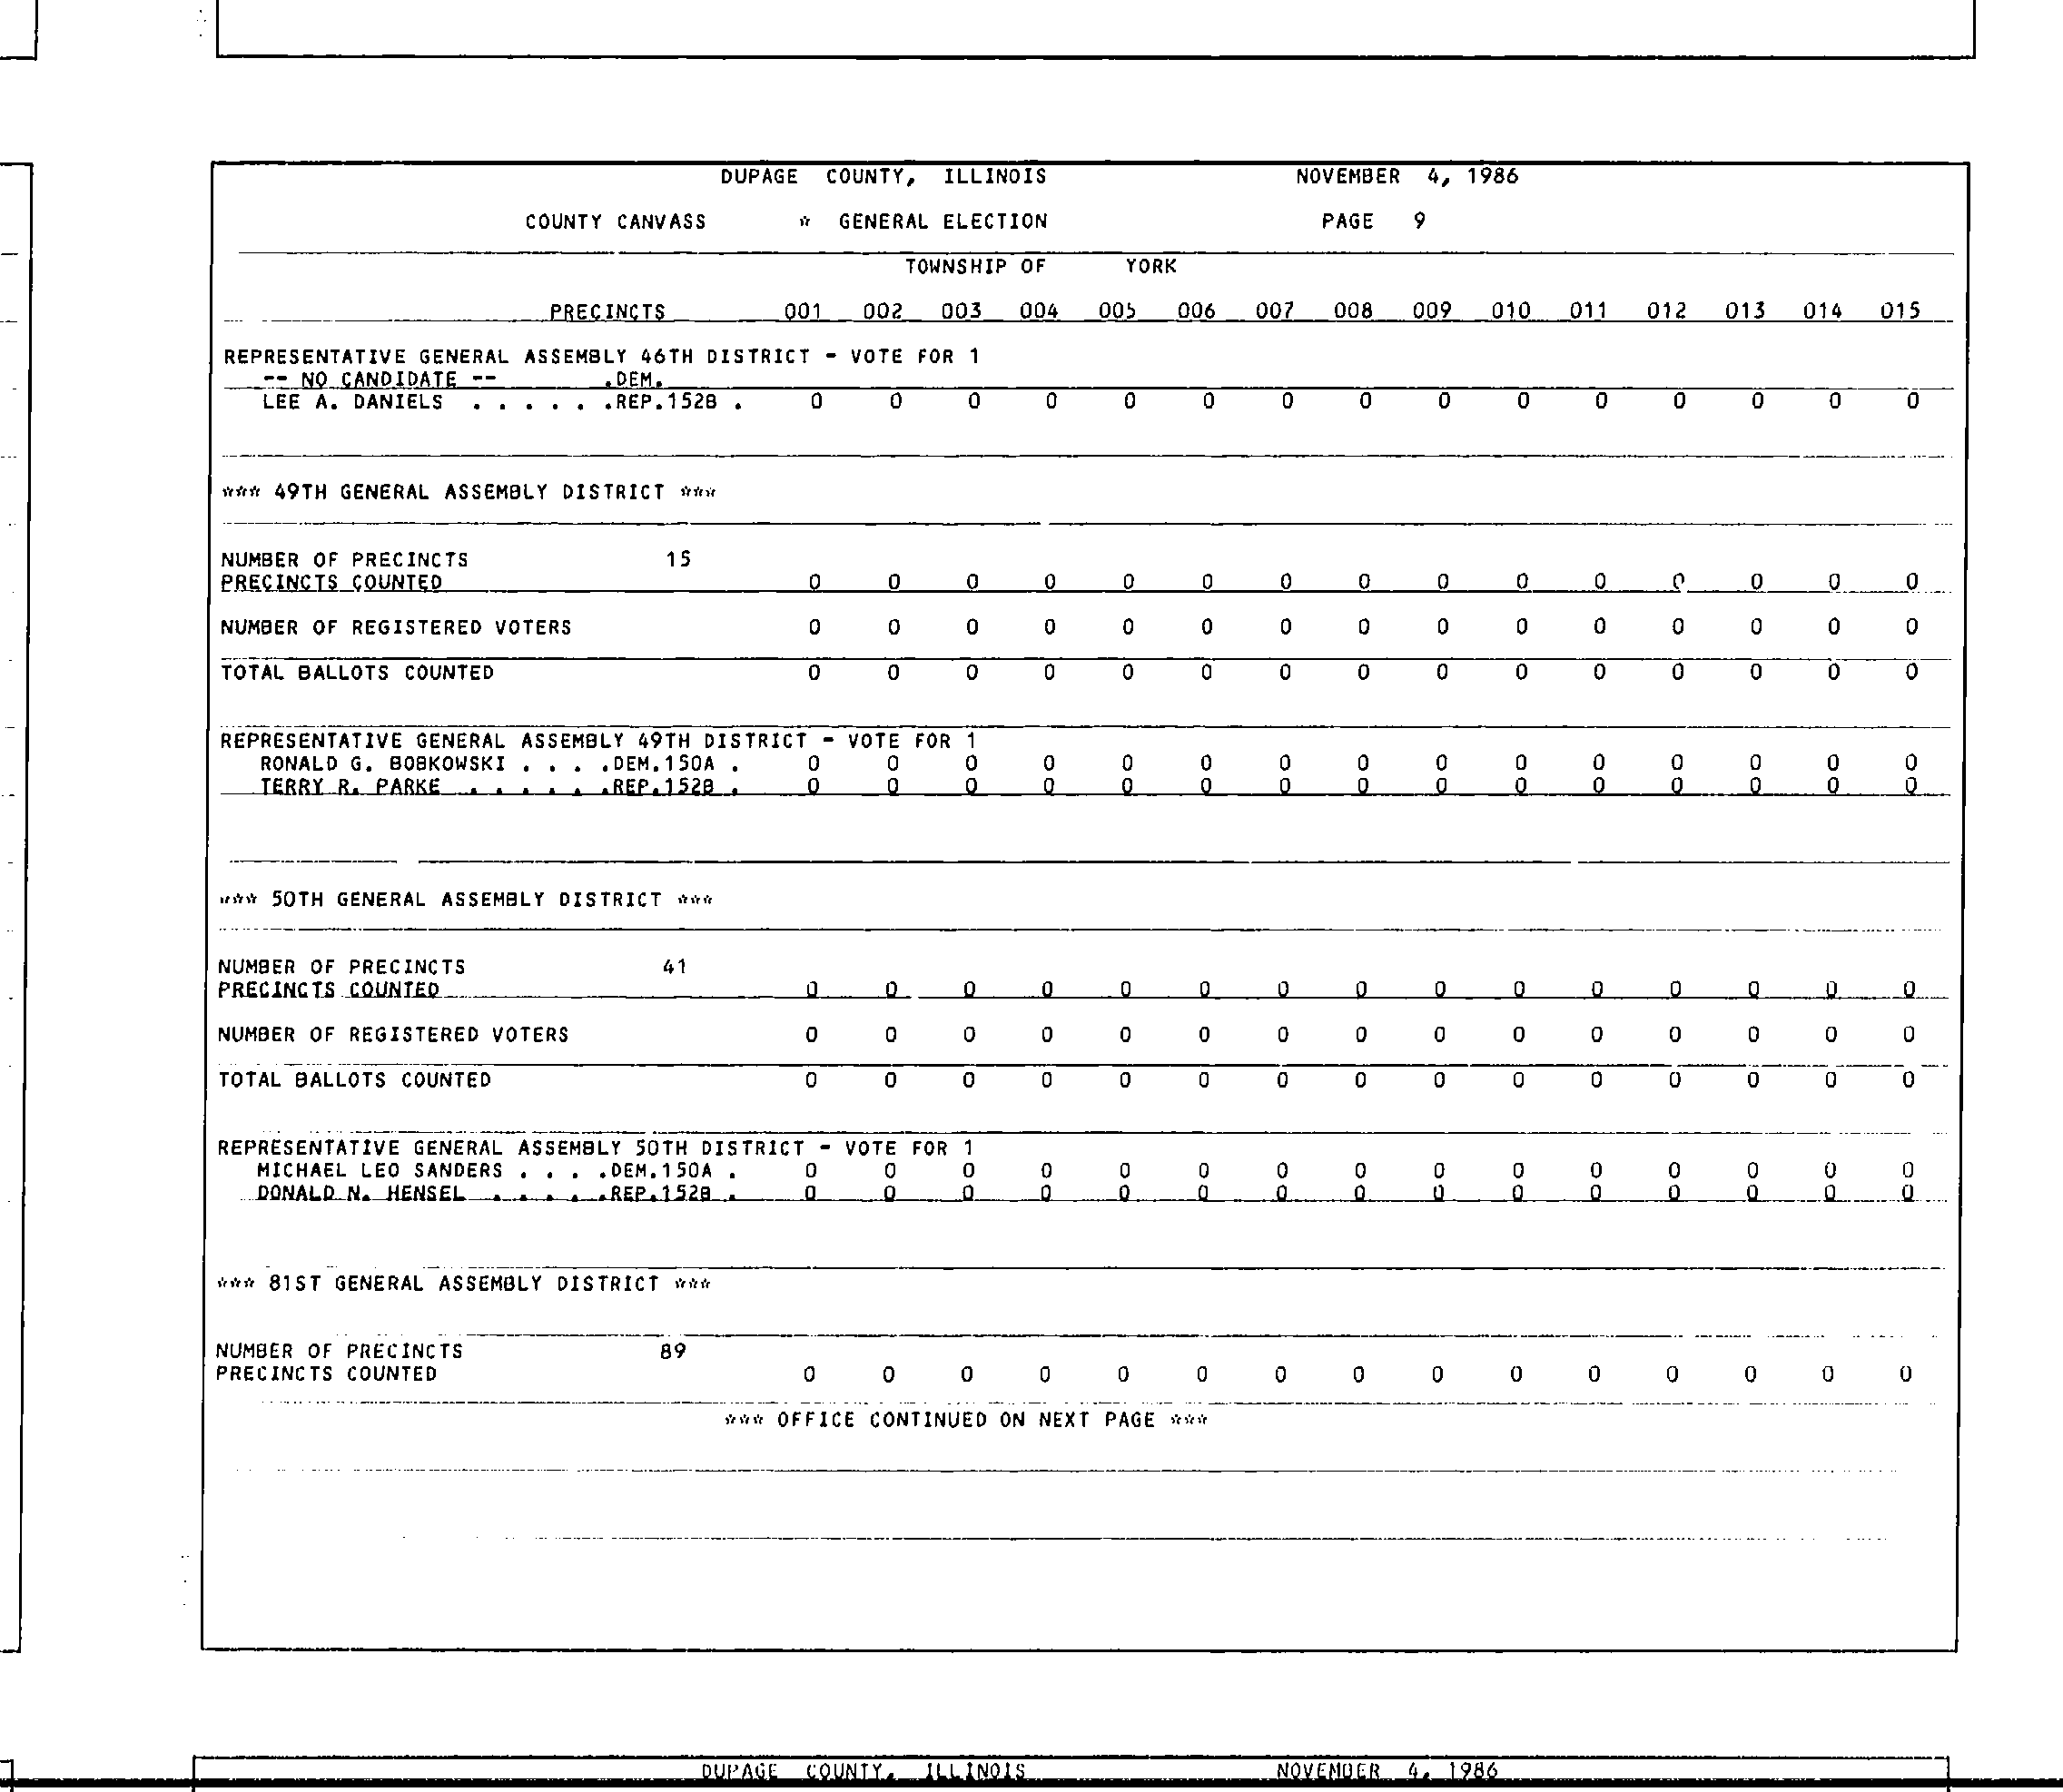 DUPAGE COUNTY, ILLINOIS NOVEMBER 4, 1986
COUNTY CANVASS * GENERAL ELECTION PAGE 9
TOWNSHIP OF YORK
PRECINCTS 001 002 003 004 005 006 007 008 009 010 011 012 013 014 015
REPRESENTATIVE GENERAL ASSEMBLY 46TH DISTRICT - VOTE FOR 1
-- NO CANDIDATE -- .DEM.
LEE A. DANIELS . . . . . .REP.152B . 0 0 0 0 0 0 0 0 0 0 0 0 0 0 0
*** 49TH GENERAL ASSEMBLY DISTRICT ***
NUMBER OF PRECINCTS 15
PRECINCTS COUNTED 0 0 0 0 0 0 0 0 0 0 0 0 0 0 0
NUMBER OF REGISTERED VOTERS 0 0 0 0 0 0 0 0 0 0 0 0 0 0 0
TOTAL BALLOTS COUNTED 0 0 0 0 0 0 0 0 0 0 0 0 0 0 0
REPRESENTATIVE GENERAL ASSEMBLY 49TH DISTRICT - VOTE FOR 1
RONALD G. BOBKOWSKI . . . .DEM.150A . 0 0 0 0 0 0 0 0 0 0 0 0 0 0 0
TERRY R. PARKE . . . . . .REP.152B . 0 0 0 0 0 0 0 0 0 0 0 0 0 0 0
*** 50TH GENERAL ASSEMBLY DISTRICT ***
NUMBER OF PRECINCTS 41
PRECINCTS COUNTED 0 0 0 0 0 0 0 0 0 0 0 0 0 0 0
NUMBER OF REGISTERED VOTERS 0 0 0 0 0 0 0 0 0 0 0 0 0 0 0
TOTAL BALLOTS COUNTED 0 0 0 0 0 0 0 0 0 0 0 0 0 0 0
REPRESENTATIVE GENERAL ASSEMBLY 50TH DISTRICT - VOTE FOR 1
MICHAEL LEO SANDERS . . . .DEM.150A . 0 0 0 0 0 0 0 0 0 0 0 0 0 0 0
DONALD N. HENSEL . . . . .REP.152B . 0 0 0 0 0 0 0 0 0 0 0 0 0 0 0
*** 81ST GENERAL ASSEMBLY DISTRICT ***
NUMBER OF PRECINCTS 89
PRECINCTS COUNTED 0 0 0 0 0 0 0 0 0 0 0 0 0 0 0
*** OFFICE CONTINUED ON NEXT PAGE ***
DUPAGE COUNTY, ILLINOIS NOVEMBER 4, 1986